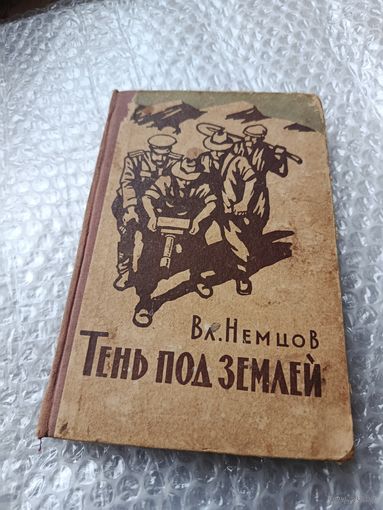 Вл. Немцов
Тень под землей